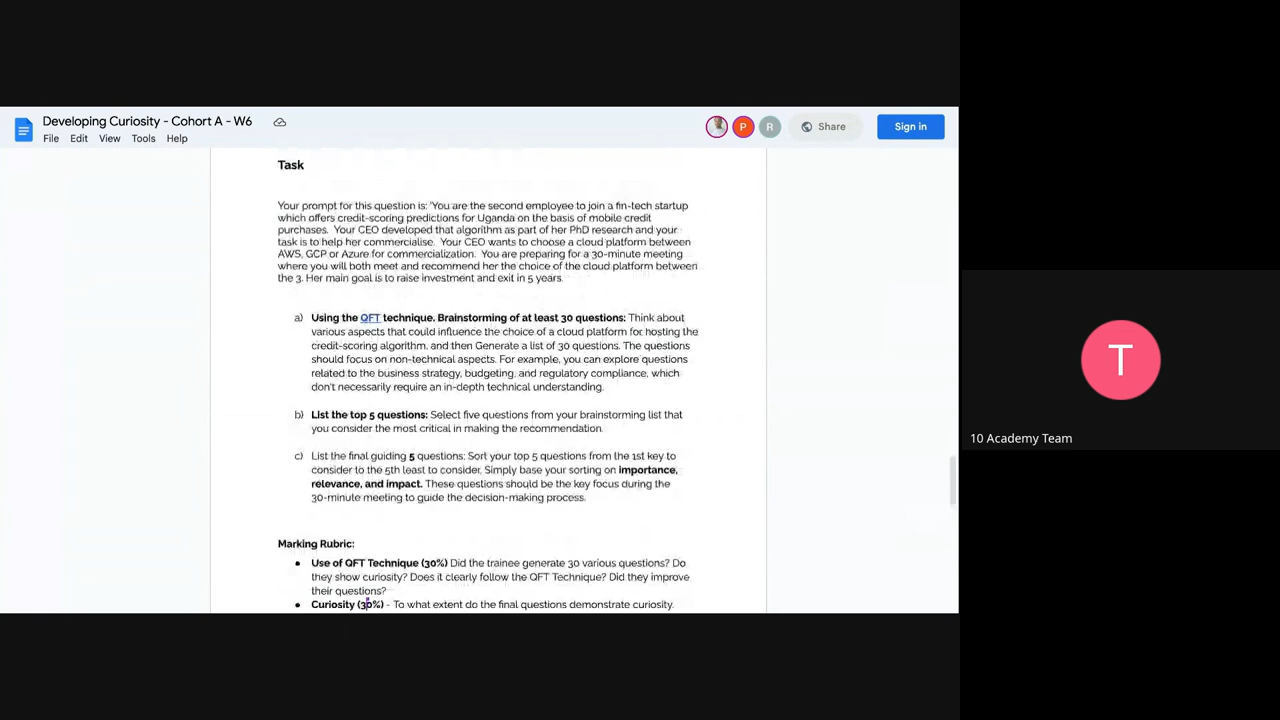 Developing Curiosity - Cohort A - W6
File Edit View Tools Help
P
R
Share
Sign in
Task
Your prompt for this question is: 'You are the second employee to join a fin-tech startup
which offers credit-scoring predictions for Uganda on the basis of mobile credit
purchases. Your CEO developed that algorithm as part of her PhD research and your
task is to help her commercialise. Your CEO wants to choose a cloud platform between
AWS, GCP or Azure for commercialization. You are preparing for a 30-minute meeting
where you will both meet and recommend her the choice of the cloud platform between
the 3. Her main goal is to raise investment and exit in 5 years.
a) Using the QFT technique. Brainstorming of at least 30 questions: Think about
various aspects that could influence the choice of a cloud platform for hosting the
credit-scoring algorithm, and then Generate a list of 30 questions. The questions
should focus on non-technical aspects. For example, you can explore questions
related to the business strategy, budgeting, and regulatory compliance, which
don't necessarily require an in-depth technical understanding.
b) List the top 5 questions: Select five questions from your brainstorming list that
you consider the most critical in making the recommendation.
c) List the final guiding 5 questions: Sort your top 5 questions from the 1st key to
consider to the 5th least to consider. Simply base your sorting on importance,
relevance, and impact. These questions should be the key focus during the
30-minute meeting to guide the decision-making process.
Marking Rubric:
● Use of QFT Technique (30%) Did the trainee generate 30 various questions? Do
they show curiosity? Does it clearly follow the QFT Technique? Did they improve
their questions?
● Curiosity (30%) - To what extent do the final questions demonstrate curiosity.
T
10 Academy Team